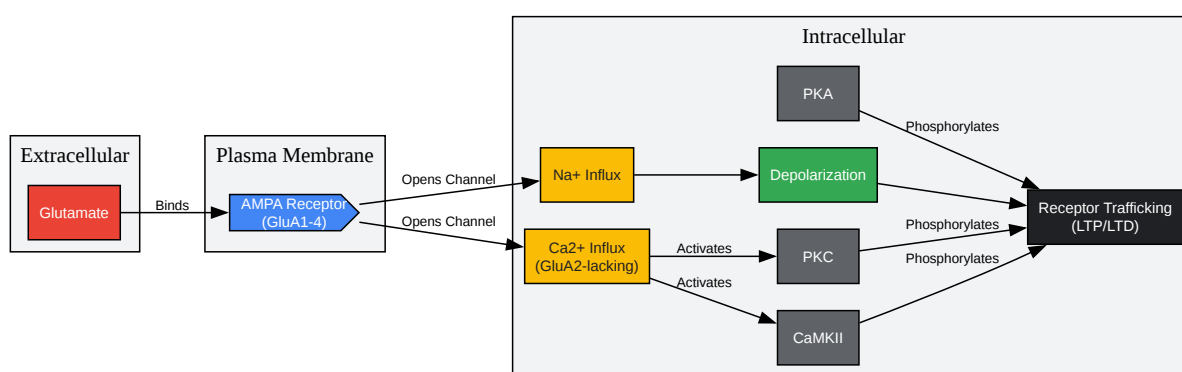 Intracellular
PKA
Phosphorylates
Extracellular
Plasma Membrane
Opens Channel
Na+ Influx
Depolarization
Glutamate
Binds
AMPA Receptor
(GluA1-4)
Receptor Trafficking
(LTP/LTD)
Opens Channel
Ca2+ Influx
(GluA2-lacking)
Activates
PKC
Phosphorylates
Activates
Phosphorylates
CaMKII